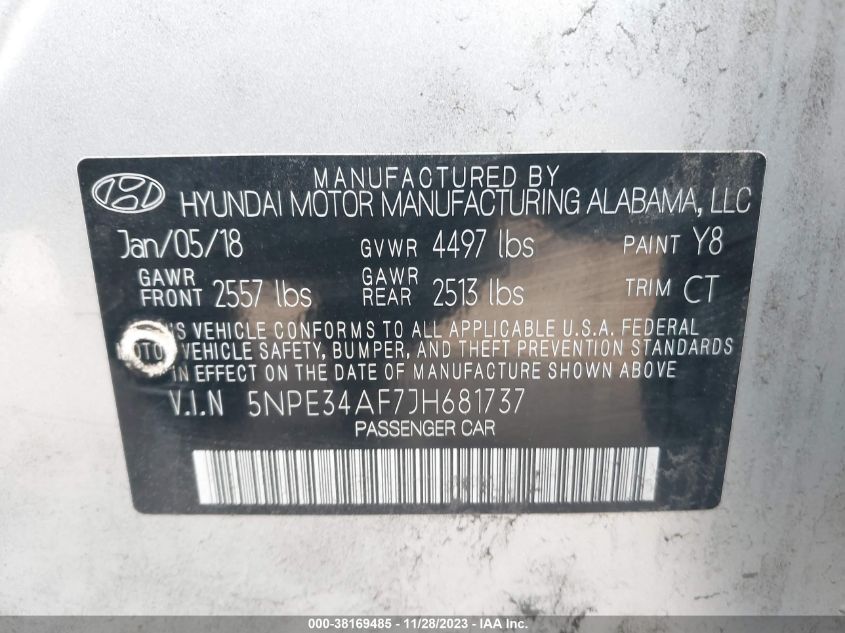 MANUFACTURED BY
HYUNDAI MOTOR MANUFACTURING ALABAMA, LLC
Jan/05/18 GVWR 4497 lbs PAINT Y8
GAWR FRONT 2557 lbs GAWR REAR 2513 lbs TRIM CT
VEHICLE CONFORMS TO ALL APPLICABLE U.S.A. FEDERAL
MOTOR VEHICLE SAFETY, BUMPER, AND THEFT PREVENTION STANDARDS
IN EFFECT ON THE DATE OF MANUFACTURE SHOWN ABOVE.
V.I.N 5NPE34AF7JH681737
PASSENGER CAR
000-38169485 - 11/28/2023 - IAA Inc.